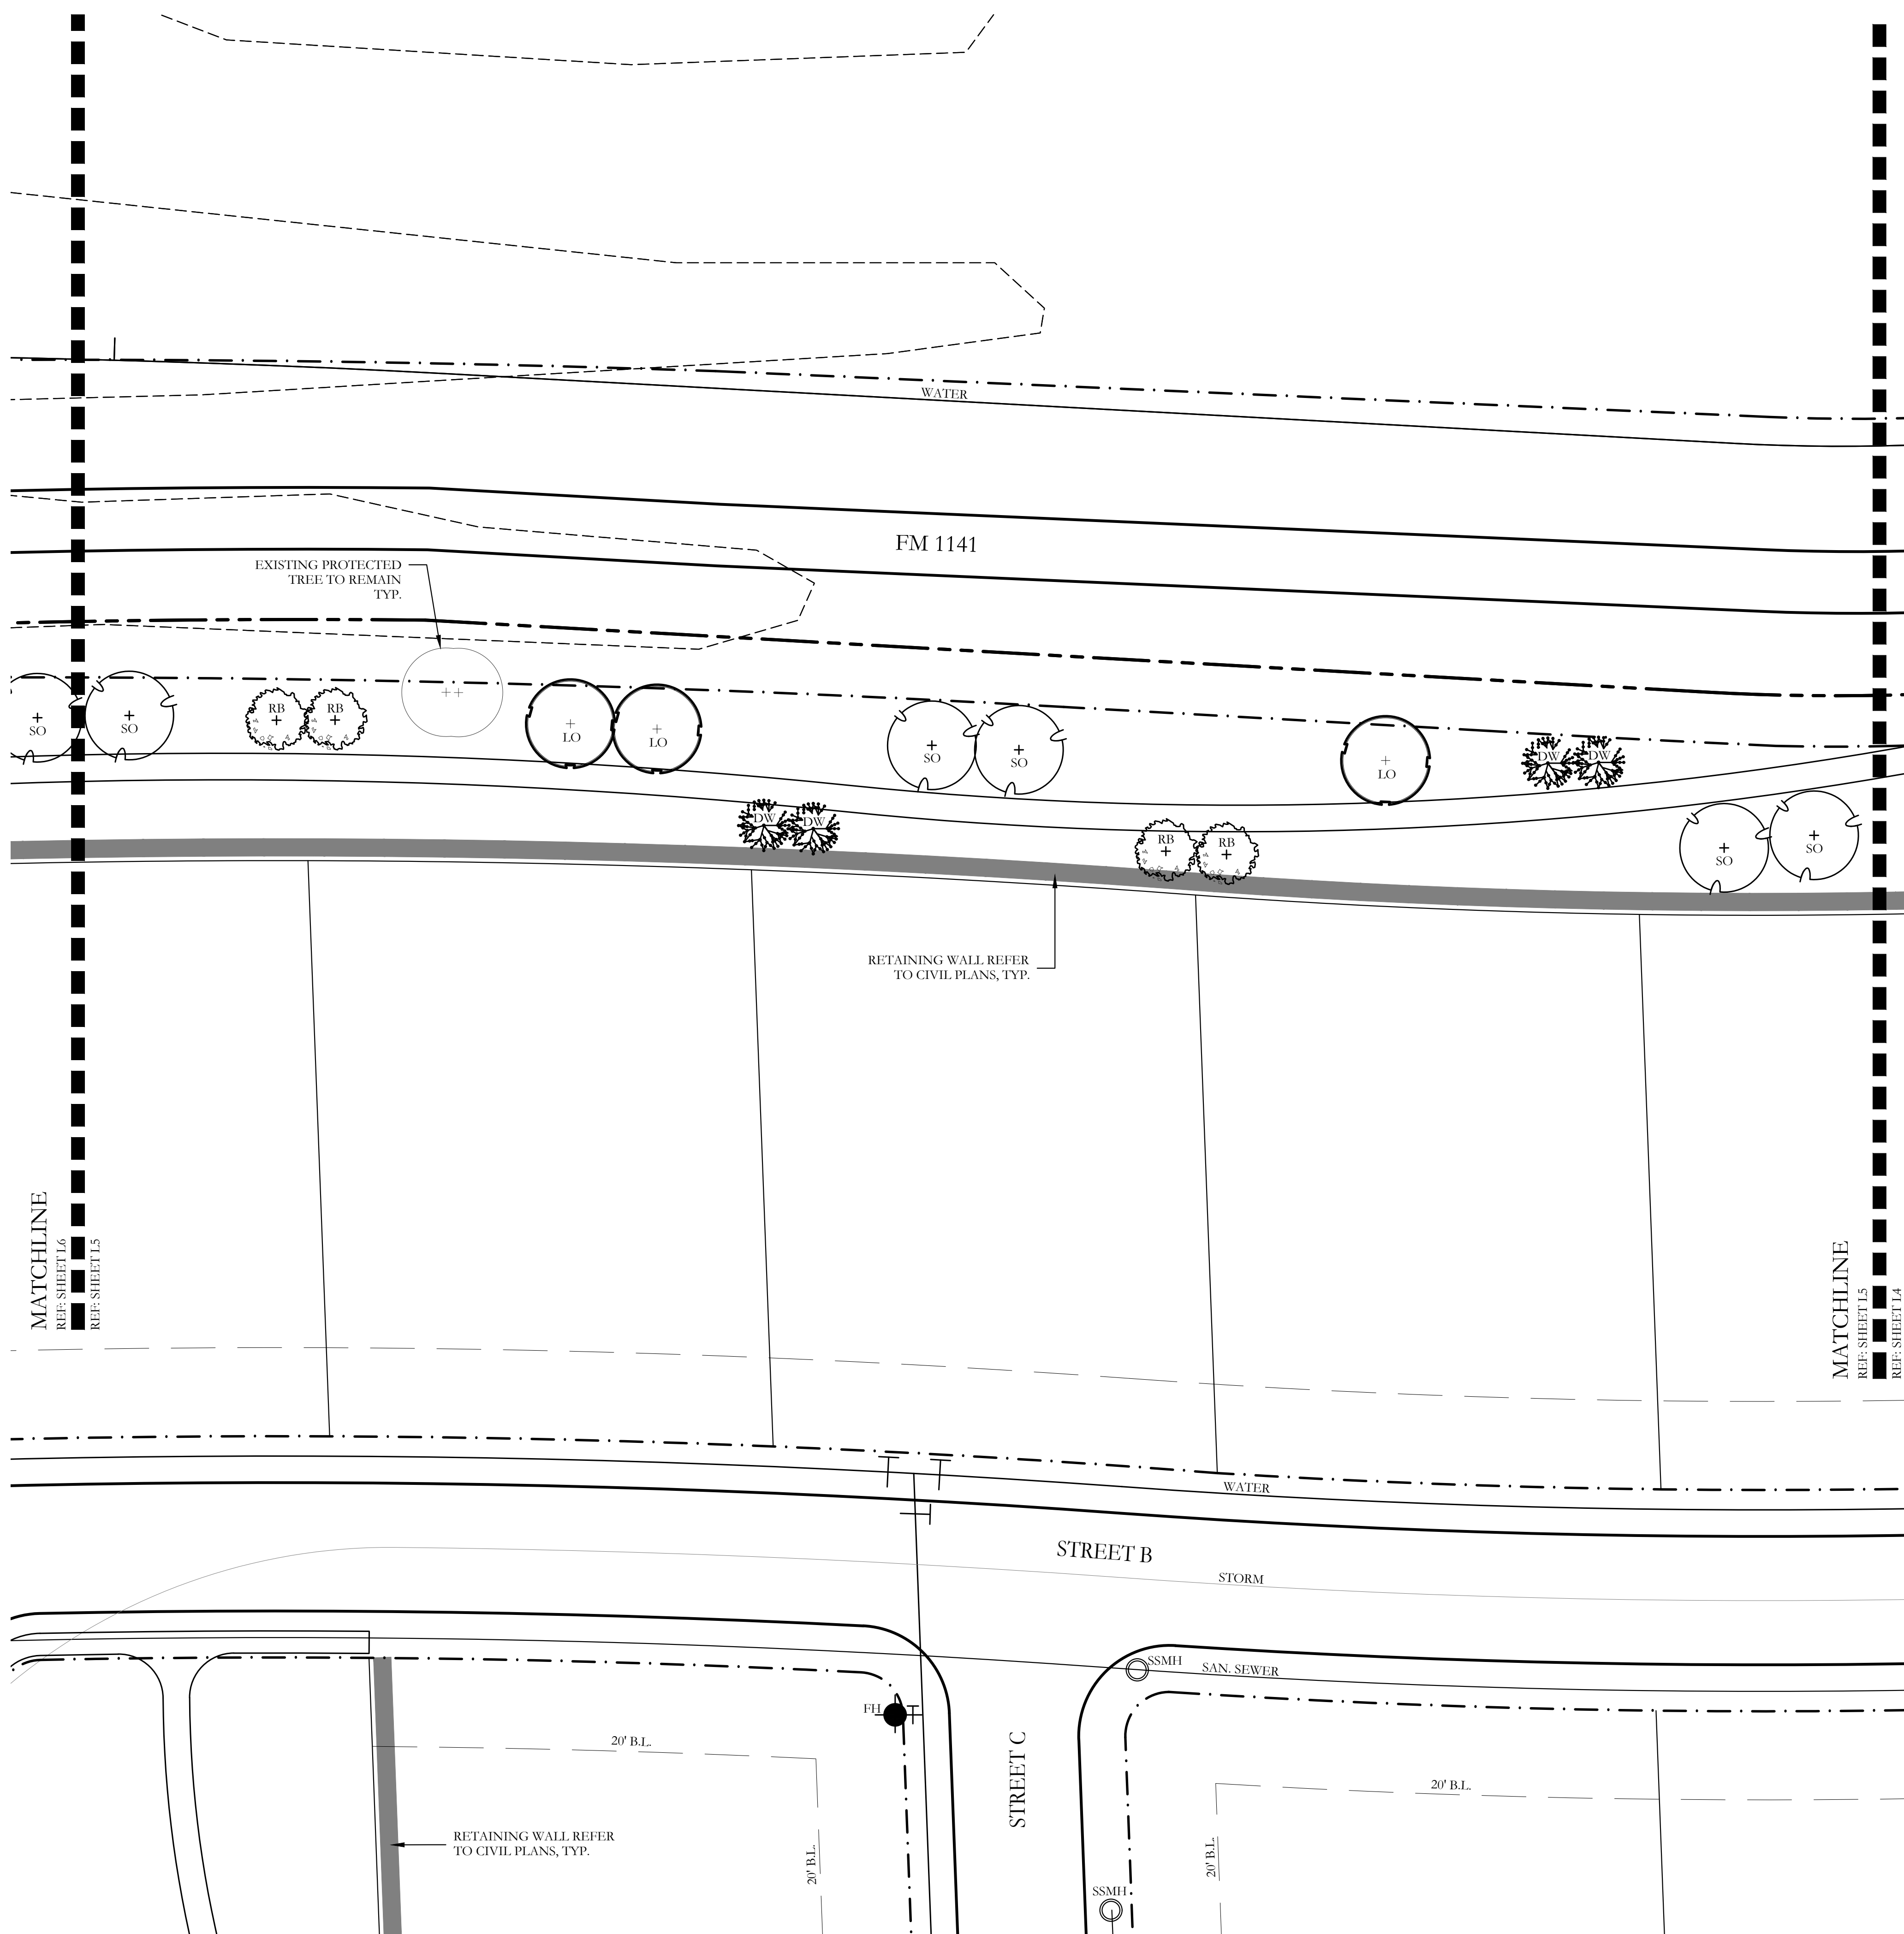 WATER
FM 1141
EXISTING PROTECTED
TREE TO REMAIN
TYP.
SO
SO
RB
RB
LO
LO
SO
SO
LO
DW
DW
DW
DW
RB
RB
SO
SO
RETAINING WALL REFER
TO CIVIL PLANS, TYP.
MATCHLINE
REF: SHEET L6
REF: SHEET L5
MATCHLINE
REF: SHEET L5
REF: SHEET L4
WATER
STREET B
STORM
SSMH
SAN. SEWER
FH
STREET C
20' B.L.
20' B.L.
RETAINING WALL REFER
TO CIVIL PLANS, TYP.
20' B.L.
20' B.L.
SSMH